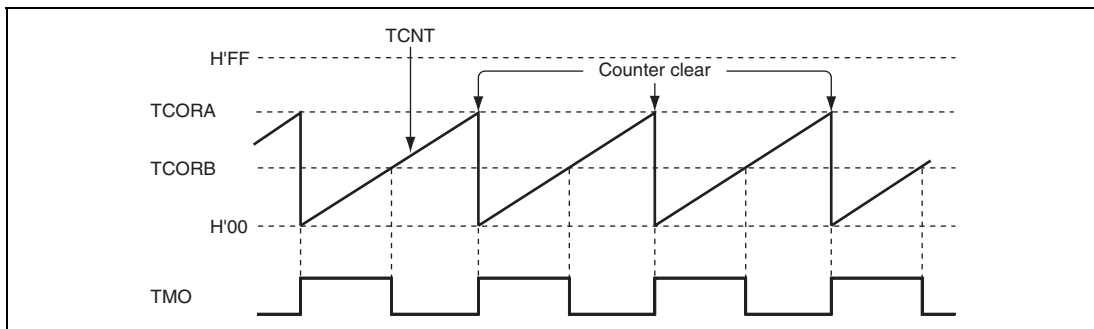 TCNT
H'FF
Counter clear
TCORA
TCORB
H'00
TMO